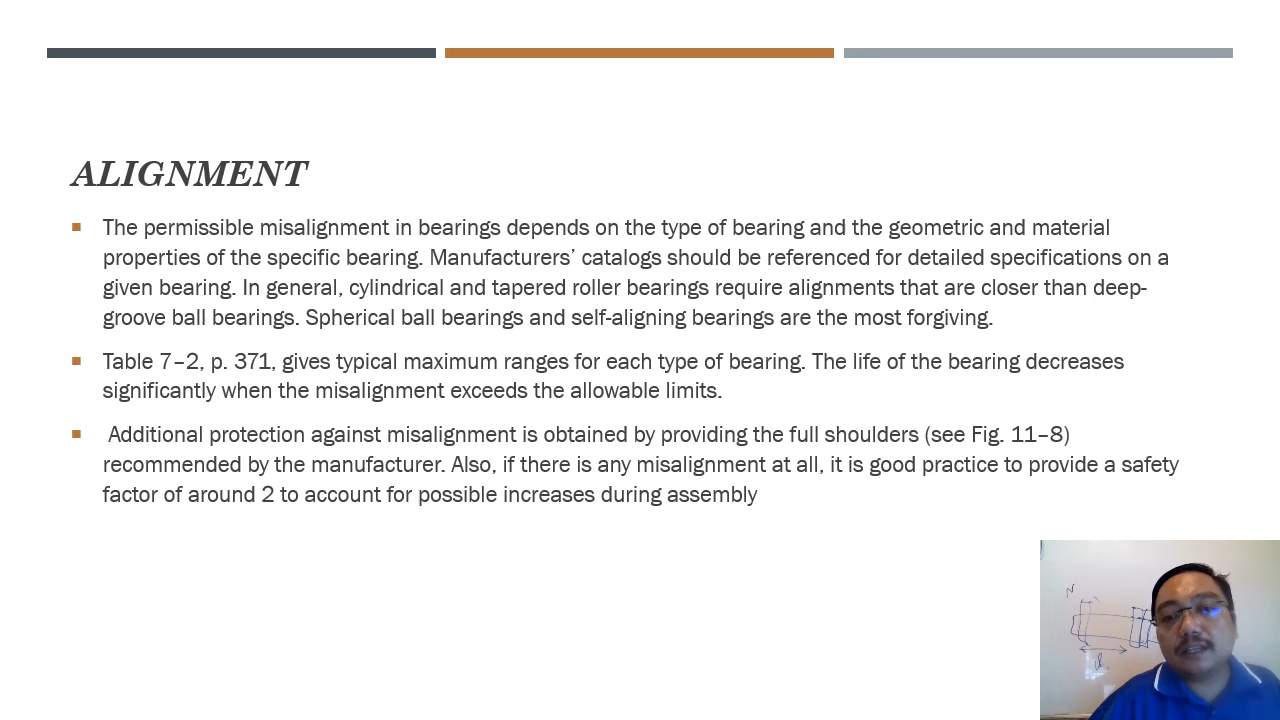 ALIGNMENT
The permissible misalignment in bearings depends on the type of bearing and the geometric and material
properties of the specific bearing. Manufacturers’ catalogs should be referenced for detailed specifications on a
given bearing. In general, cylindrical and tapered roller bearings require alignments that are closer than deep-
groove ball bearings. Spherical ball bearings and self-aligning bearings are the most forgiving.
Table 7–2, p. 371, gives typical maximum ranges for each type of bearing. The life of the bearing decreases
significantly when the misalignment exceeds the allowable limits.
Additional protection against misalignment is obtained by providing the full shoulders (see Fig. 11–8)
recommended by the manufacturer. Also, if there is any misalignment at all, it is good practice to provide a safety
factor of around 2 to account for possible increases during assembly
N